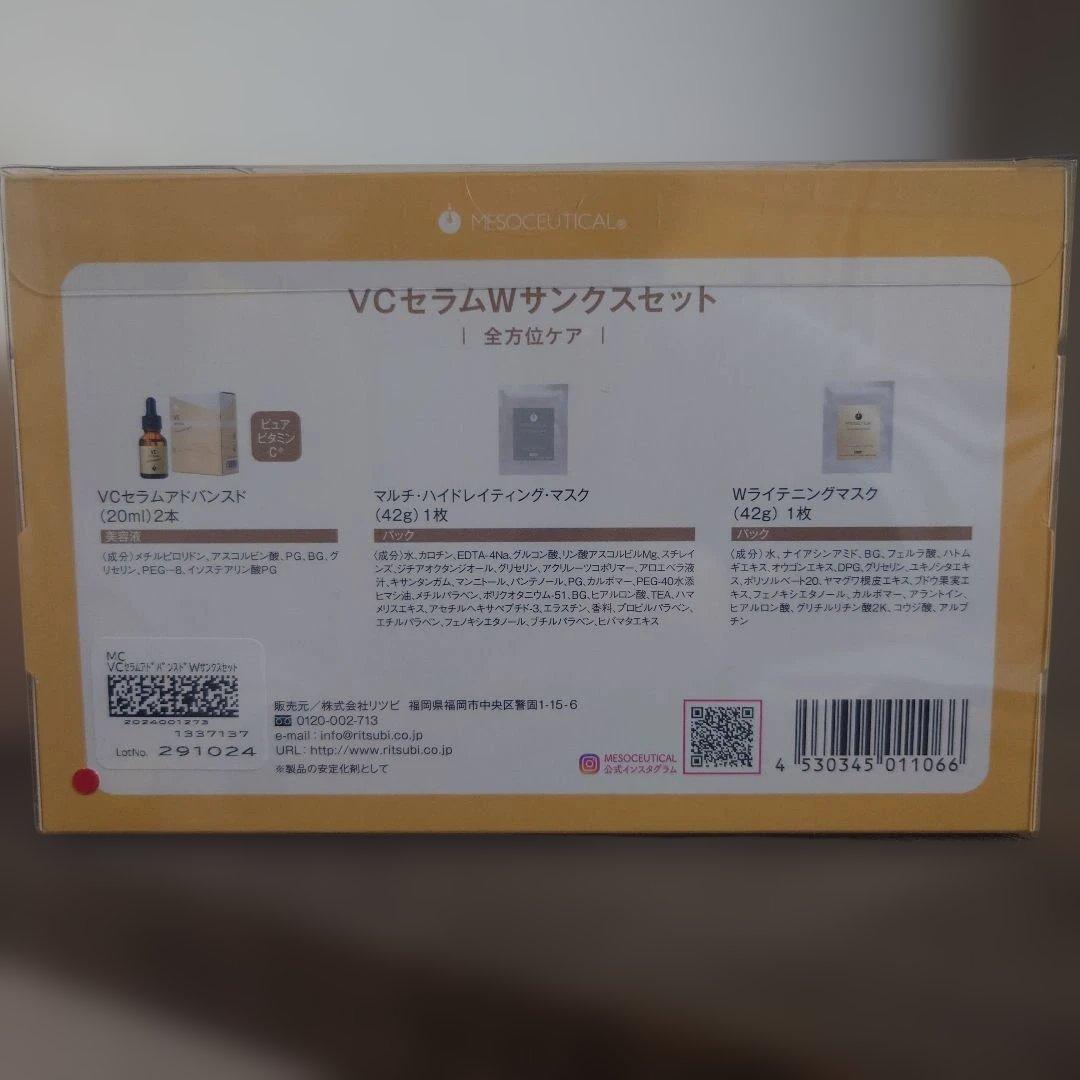 MESOCEUTICAL®
VCセラムWサンクスセット
| 全方位ケア |
ピュア
ビタミン
C※
VCセラムアドバンスド
(20ml)2本
美容液
(成分)メチルピロリドン、アスコルビン酸、PG、BG、グ
リセリン、PEG-8、イソステアリン酸PG
マルチ・ハイドレイティング・マスク
(42g) 1枚
パック
(成分)水、カロチン、EDTA-4Na、グルコン酸、リン酸アスコルビルMg、スチレイ
ンズ、ジチアオクタンジオール、グリセリン、アクリレーツコポリマー、アロエベラ液
汁、キサンタンガム、マンニトール、パンテノール、PG、カルボマー、PEG-40水添
ヒマシ油、メチルパラベン、ポリクオタニウム-51、BG、ヒアルロン酸、TEA、ハマ
メリスエキス、アセチルヘキサペプチド-3、エラスチン、香料、プロピルパラベン、
エチルパラベン、フェノキシエタノール、ブチルパラベン、ヒバマタエキス
Wライテニングマスク
(42g) 1枚
パック
(成分)水、ナイアシンアミド、BG、フェルラ酸、ハトム
ギエキス、オウゴンエキス、DPG、グリセリン、ユキノシタエキ
ス、ポリソルベート20、ヤマグワ根皮エキス、ブドウ果実エ
キス、フェノキシエタノール、カルボマー、アラントイン、
ヒアルロン酸、グリチルリチン酸2K、コウジ酸、アルブ
チン
MC
VCセラムアドバンスドWサンクスセット
2024001273
1337137
LotNo. 291024
販売元/株式会社リツビ 福岡県福岡市中央区警固1-15-6
0120-002-713
e-mail:info@ritsubi.co.jp
URL:http://www.ritsubi.co.jp
※製品の安定化剤として
MESOCEUTICAL
公式インスタグラム
4 530345 011066